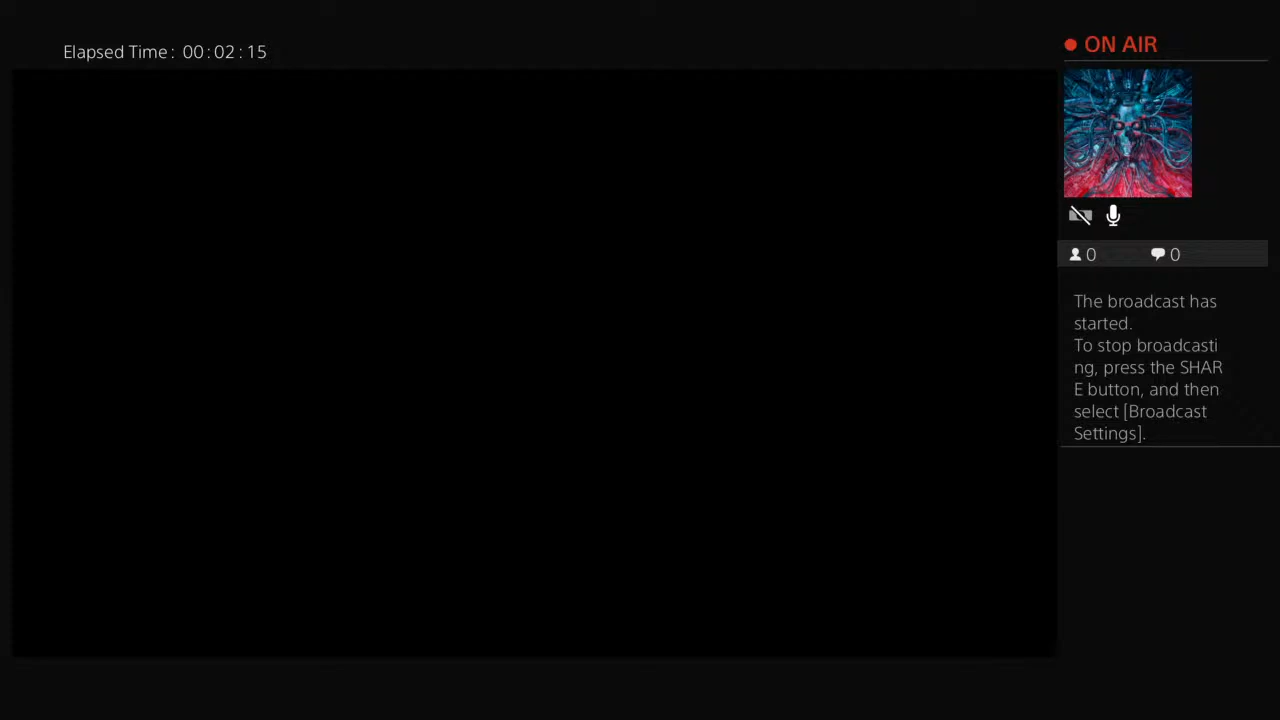 Elapsed Time: 00:02:15
ON AIR
0
0
The broadcast has
started.
To stop broadcasti
ng, press the SHAR
E button, and then
select [Broadcast
Settings].